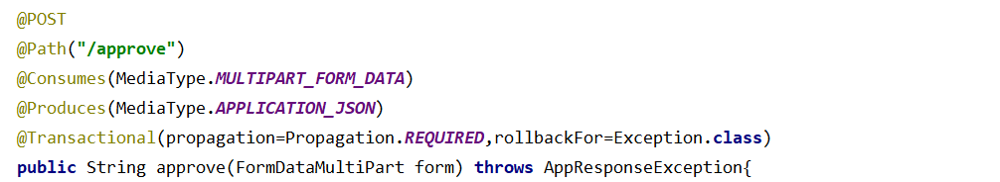 @POST
@Path("/approve")
@Consumes(MediaType.MULTIPART_FORM_DATA)
@Produces(MediaType.APPLICATION_JSON)
@Transactional(propagation=Propagation.REQUIRED,rollbackFor=Exception.class)
public String approve(FormDataMultiPart form) throws AppResponseException{